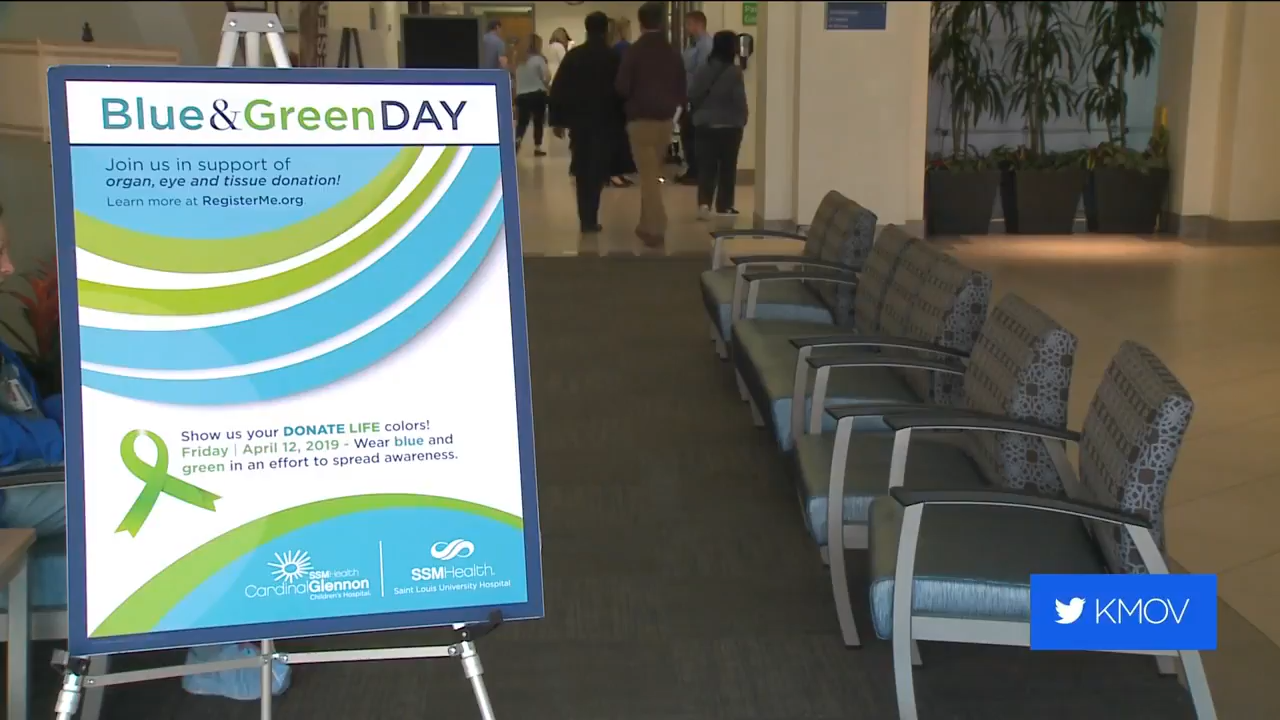 Blue&GreenDAY
Join us in support of
organ, eye and tissue donation!
Learn more at RegisterMe.org
Show us your DONATE LIFE colors!
Friday | April 12, 2019 - Wear blue and
green in an effort to spread awareness.
SSMHealth
CardinalGlennon
Children's Hospital.
SSMHealth.
Saint Louis University Hospital
KMOV